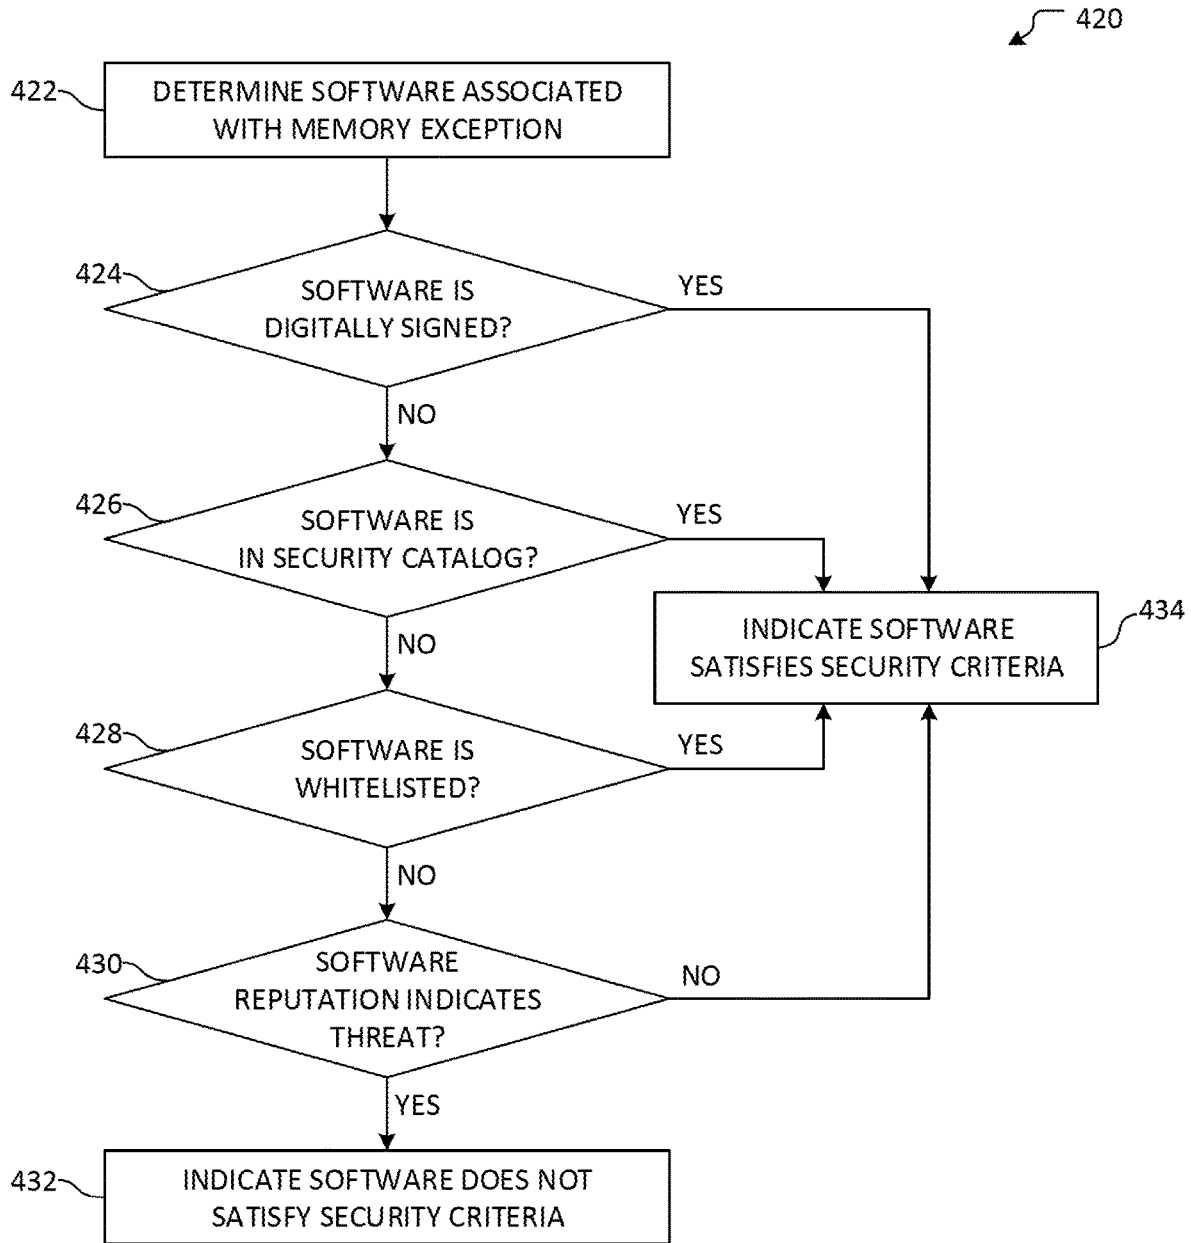 420
422
DETERMINE SOFTWARE ASSOCIATED
WITH MEMORY EXCEPTION
424
SOFTWARE IS
DIGITALLY SIGNED?
YES
NO
426
SOFTWARE IS
IN SECURITY CATALOG?
YES
NO
434
INDICATE SOFTWARE
SATISFIES SECURITY CRITERIA
428
SOFTWARE IS
WHITELISTED?
YES
NO
430
SOFTWARE
REPUTATION INDICATES
THREAT?
NO
YES
432
INDICATE SOFTWARE DOES NOT
SATISFY SECURITY CRITERIA